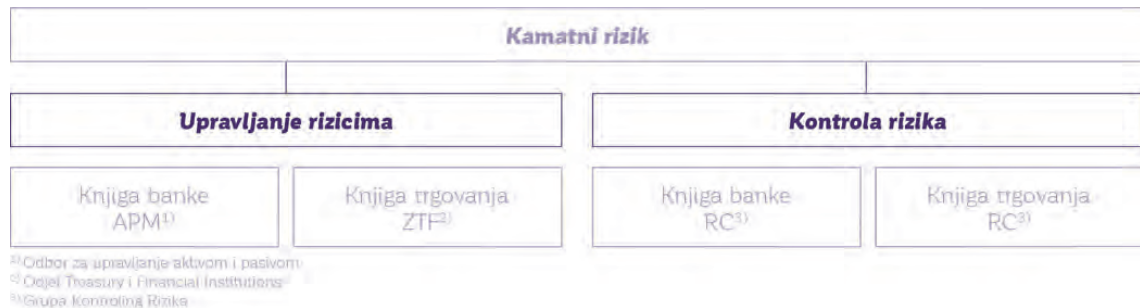 Kamatni rizik
Upravljanje rizicima
Kontrola rizika
Knjiga banke
APM¹⁾
Knjiga trgovanja
ZTF²⁾
Knjiga banke
RC³⁾
Knjiga trgovanja
RC³⁾
¹⁾ Odbor za upravljanje aktivom i pasivom
²⁾ Odjel Treasury i Financial Institutions
³⁾ Grupa Kontroling Rizika